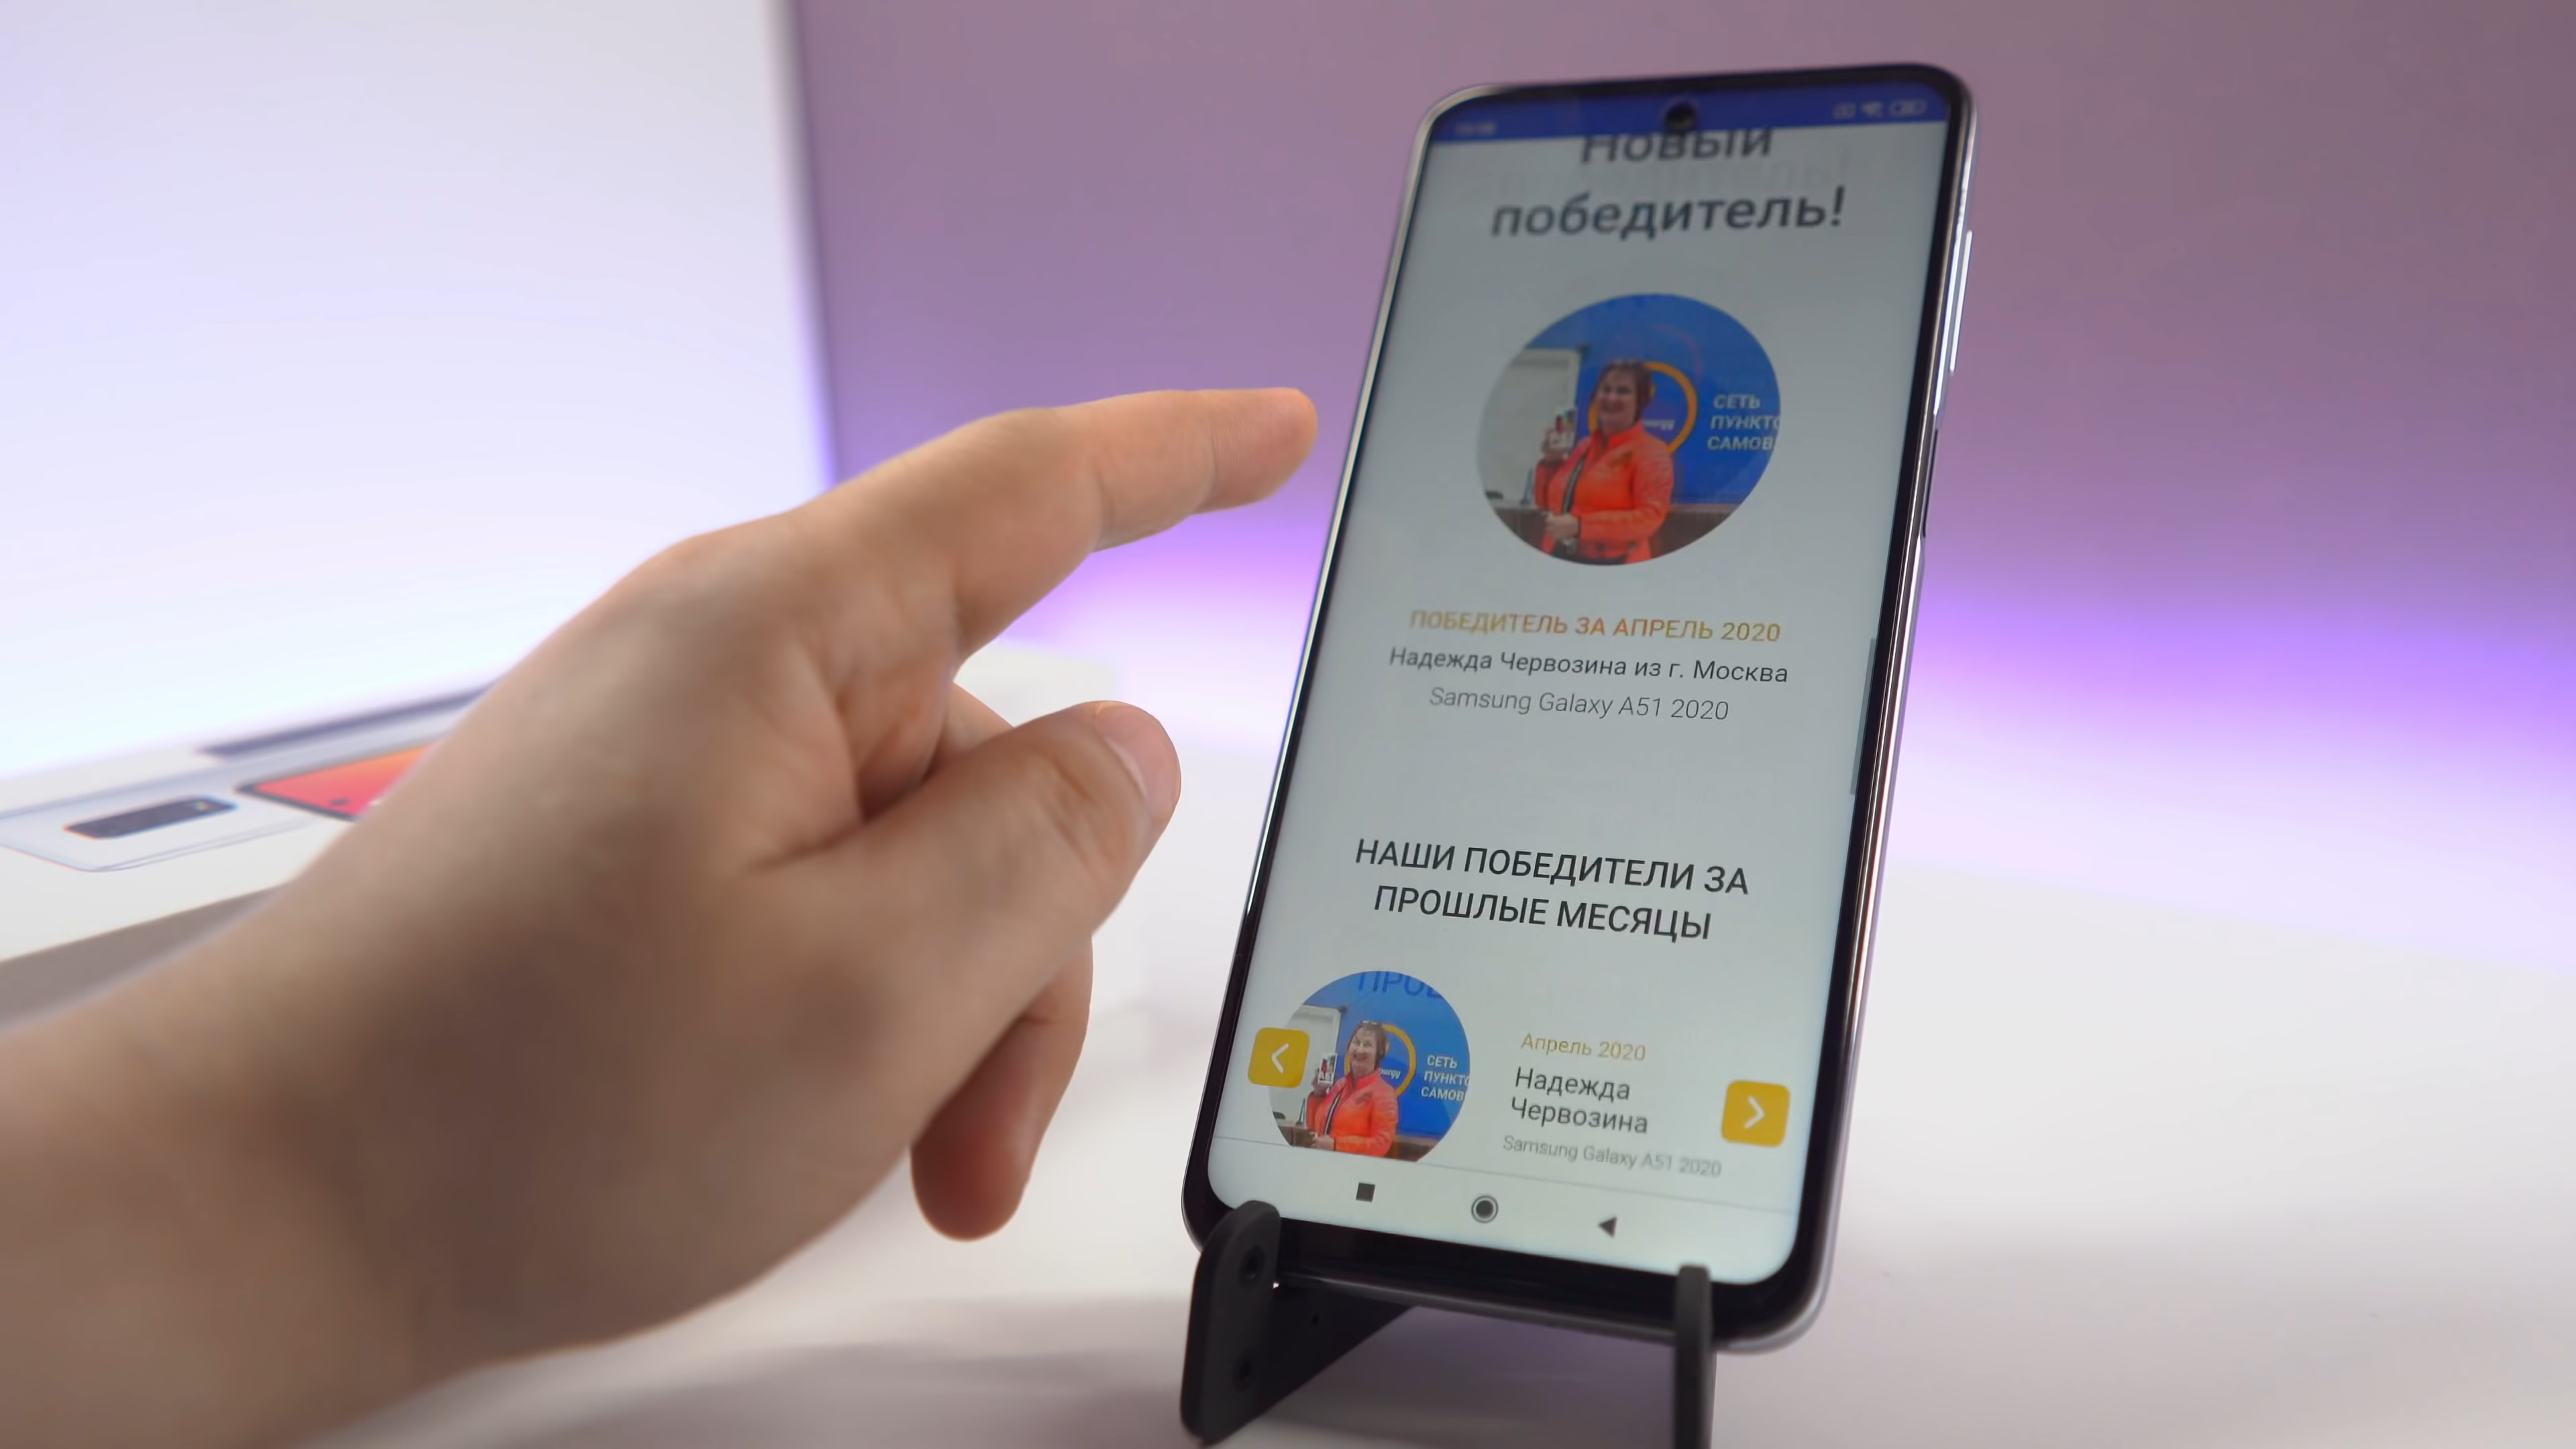 Новый
победитель!
СЕТЬ
ПУНКТО
САМОВ
ПОБЕДИТЕЛЬ ЗА АПРЕЛЬ 2020
Надежда Червозина из г. Москва
Samsung Galaxy A51 2020
НАШИ ПОБЕДИТЕЛИ ЗА
ПРОШЛЫЕ МЕСЯЦЫ
СЕТЬ
ПУНКТО
САМОВ
Апрель 2020
Надежда
Червозина
Samsung Galaxy A51 2020